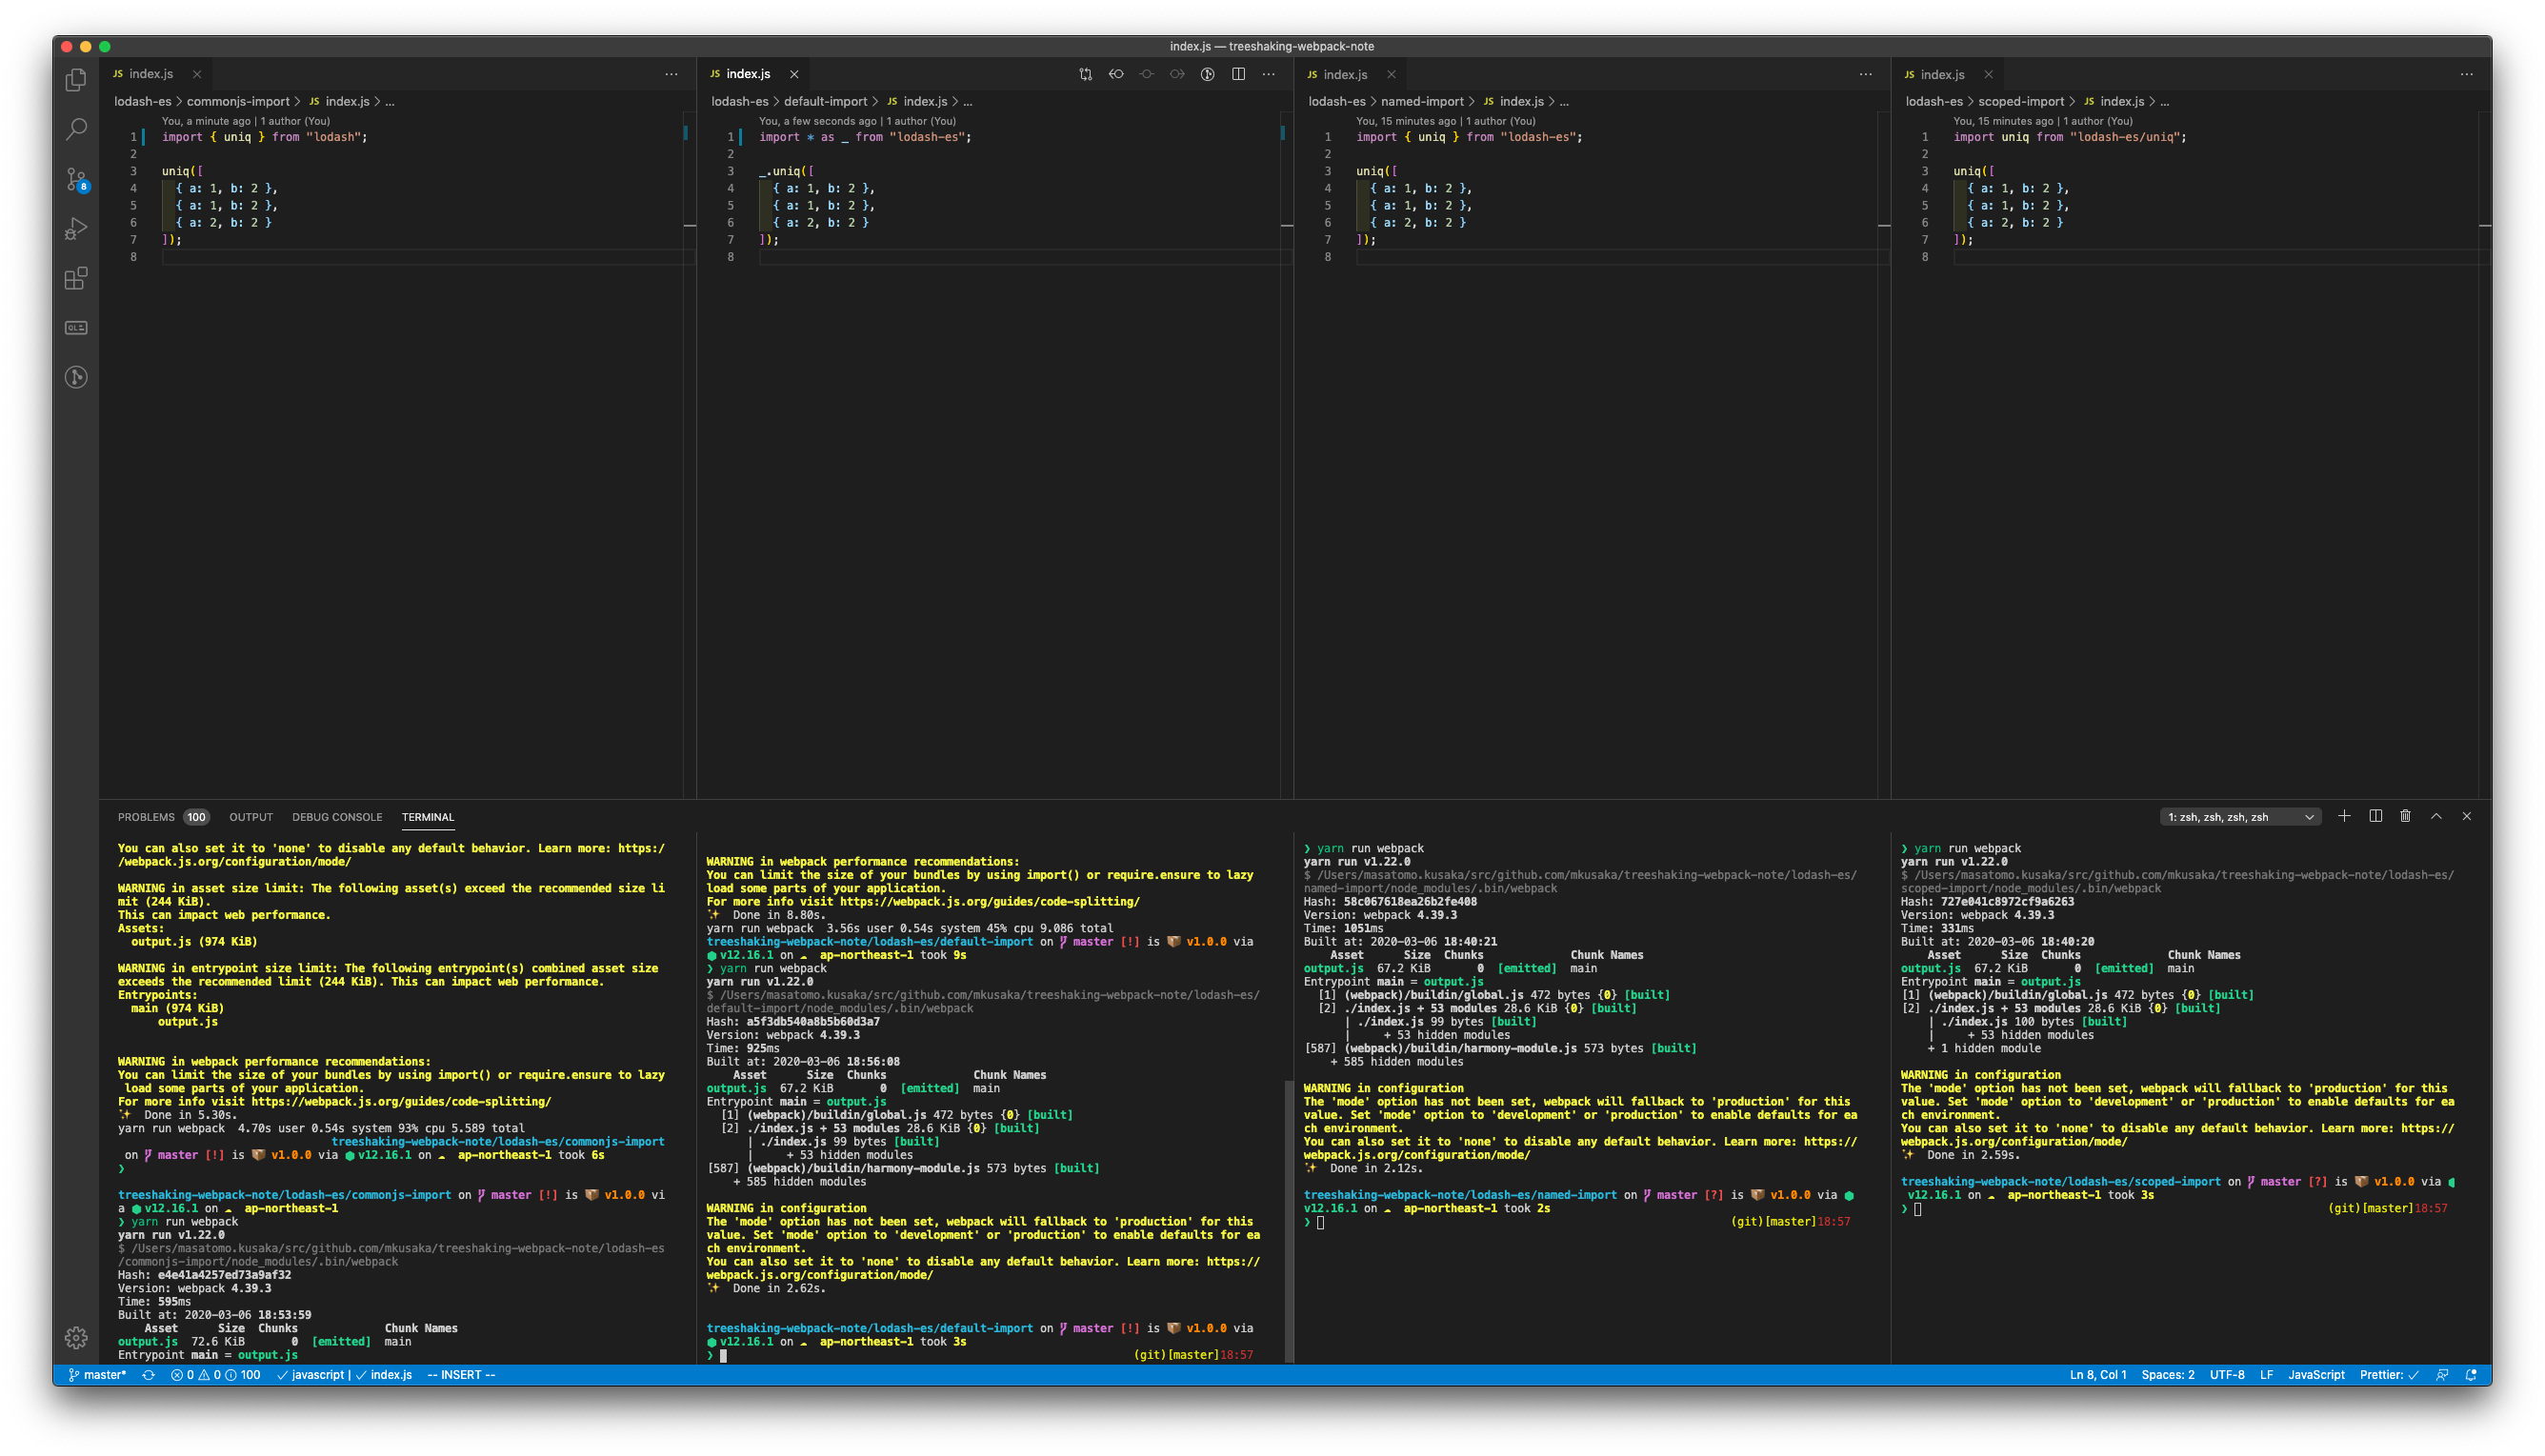 index.js — treeshaking-webpack-note
JS index.js
lodash-es > commonjs-import > JS index.js > ...
You, a minute ago | 1 author (You)
1 import { uniq } from "lodash";
2
3 uniq([
4 { a: 1, b: 2 },
5 { a: 1, b: 2 },
6 { a: 2, b: 2 }
7 ]);
8
JS index.js
lodash-es > default-import > JS index.js > ...
You, a few seconds ago | 1 author (You)
1 import * as _ from "lodash-es";
2
3 _.uniq([
4 { a: 1, b: 2 },
5 { a: 1, b: 2 },
6 { a: 2, b: 2 }
7 ]);
8
JS index.js
lodash-es > named-import > JS index.js > ...
You, 15 minutes ago | 1 author (You)
1 import { uniq } from "lodash-es";
2
3 uniq([
4 { a: 1, b: 2 },
5 { a: 1, b: 2 },
6 { a: 2, b: 2 }
7 ]);
8
JS index.js
lodash-es > scoped-import > JS index.js > ...
You, 15 minutes ago | 1 author (You)
1 import uniq from "lodash-es/uniq";
2
3 uniq([
4 { a: 1, b: 2 },
5 { a: 1, b: 2 },
6 { a: 2, b: 2 }
7 ]);
8
8
PROBLEMS 100 OUTPUT DEBUG CONSOLE TERMINAL
1: zsh, zsh, zsh, zsh
You can also set it to 'none' to disable any default behavior. Learn more: https:/
/webpack.js.org/configuration/mode/
WARNING in asset size limit: The following asset(s) exceed the recommended size li
mit (244 KiB).
This can impact web performance.
Assets:
output.js (974 KiB)
WARNING in entrypoint size limit: The following entrypoint(s) combined asset size
exceeds the recommended limit (244 KiB). This can impact web performance.
Entrypoints:
main (974 KiB)
output.js
WARNING in webpack performance recommendations:
You can limit the size of your bundles by using import() or require.ensure to lazy
load some parts of your application.
For more info visit https://webpack.js.org/guides/code-splitting/
✨ Done in 5.30s.
yarn run webpack 4.70s user 0.54s system 93% cpu 5.589 total
treeshaking-webpack-note/lodash-es/commonjs-import
on master [!] is 📦 v1.0.0 via ⬢ v12.16.1 on ☁ ap-northeast-1 took 6s
❯
treeshaking-webpack-note/lodash-es/commonjs-import on master [!] is 📦 v1.0.0 vi
a ⬢ v12.16.1 on ☁ ap-northeast-1
❯ yarn run webpack
yarn run v1.22.0
$ /Users/masatomo.kusaka/src/github.com/mkusaka/treeshaking-webpack-note/lodash-es
/commonjs-import/node_modules/.bin/webpack
Hash: e4e41a4257ed73a9af32
Version: webpack 4.39.3
Time: 595ms
Built at: 2020-03-06 18:53:59
Asset Size Chunks Chunk Names
output.js 72.6 KiB 0 [emitted] main
Entrypoint main = output.js
WARNING in webpack performance recommendations:
You can limit the size of your bundles by using import() or require.ensure to lazy
load some parts of your application.
For more info visit https://webpack.js.org/guides/code-splitting/
✨ Done in 8.80s.
yarn run webpack 3.56s user 0.54s system 45% cpu 9.086 total
treeshaking-webpack-note/lodash-es/default-import on master [!] is 📦 v1.0.0 via
⬢ v12.16.1 on ☁ ap-northeast-1 took 9s
❯ yarn run webpack
yarn run v1.22.0
$ /Users/masatomo.kusaka/src/github.com/mkusaka/treeshaking-webpack-note/lodash-es/
default-import/node_modules/.bin/webpack
Hash: a5f3db540a8b5b60d3a7
Version: webpack 4.39.3
Time: 925ms
Built at: 2020-03-06 18:56:08
Asset Size Chunks Chunk Names
output.js 67.2 KiB 0 [emitted] main
Entrypoint main = output.js
[1] (webpack)/buildin/global.js 472 bytes {0} [built]
[2] ./index.js + 53 modules 28.6 KiB {0} [built]
| ./index.js 99 bytes [built]
| + 53 hidden modules
[587] (webpack)/buildin/harmony-module.js 573 bytes [built]
+ 585 hidden modules
WARNING in configuration
The 'mode' option has not been set, webpack will fallback to 'production' for this
value. Set 'mode' option to 'development' or 'production' to enable defaults for ea
ch environment.
You can also set it to 'none' to disable any default behavior. Learn more: https://
webpack.js.org/configuration/mode/
✨ Done in 2.62s.
treeshaking-webpack-note/lodash-es/default-import on master [!] is 📦 v1.0.0 via
⬢ v12.16.1 on ☁ ap-northeast-1 took 3s
❯ (git)[master]18:57
❯ yarn run webpack
yarn run v1.22.0
$ /Users/masatomo.kusaka/src/github.com/mkusaka/treeshaking-webpack-note/lodash-es/
named-import/node_modules/.bin/webpack
Hash: 58c067618ea26b2fe408
Version: webpack 4.39.3
Time: 1051ms
Built at: 2020-03-06 18:40:21
Asset Size Chunks Chunk Names
output.js 67.2 KiB 0 [emitted] main
Entrypoint main = output.js
[1] (webpack)/buildin/global.js 472 bytes {0} [built]
[2] ./index.js + 53 modules 28.6 KiB {0} [built]
| ./index.js 99 bytes [built]
| + 53 hidden modules
[587] (webpack)/buildin/harmony-module.js 573 bytes [built]
+ 585 hidden modules
WARNING in configuration
The 'mode' option has not been set, webpack will fallback to 'production' for this
value. Set 'mode' option to 'development' or 'production' to enable defaults for ea
ch environment.
You can also set it to 'none' to disable any default behavior. Learn more: https://
webpack.js.org/configuration/mode/
✨ Done in 2.12s.
treeshaking-webpack-note/lodash-es/named-import on master [?] is 📦 v1.0.0 via ⬢
v12.16.1 on ☁ ap-northeast-1 took 2s
❯ (git)[master]18:57
❯ yarn run webpack
yarn run v1.22.0
$ /Users/masatomo.kusaka/src/github.com/mkusaka/treeshaking-webpack-note/lodash-es/
scoped-import/node_modules/.bin/webpack
Hash: 727e041c8972cf9a6263
Version: webpack 4.39.3
Time: 331ms
Built at: 2020-03-06 18:40:20
Asset Size Chunks Chunk Names
output.js 67.2 KiB 0 [emitted] main
Entrypoint main = output.js
[1] (webpack)/buildin/global.js 472 bytes {0} [built]
[2] ./index.js + 53 modules 28.6 KiB {0} [built]
| ./index.js 100 bytes [built]
| + 53 hidden modules
+ 1 hidden module
WARNING in configuration
The 'mode' option has not been set, webpack will fallback to 'production' for this
value. Set 'mode' option to 'development' or 'production' to enable defaults for ea
ch environment.
You can also set it to 'none' to disable any default behavior. Learn more: https://
webpack.js.org/configuration/mode/
✨ Done in 2.59s.
treeshaking-webpack-note/lodash-es/scoped-import on master [?] is 📦 v1.0.0 via ⬢
v12.16.1 on ☁ ap-northeast-1 took 3s
❯ (git)[master]18:57
master* 0 0 100 ✓ javascript | ✓ index.js -- INSERT --
Ln 8, Col 1 Spaces: 2 UTF-8 LF JavaScript Prettier: ✓